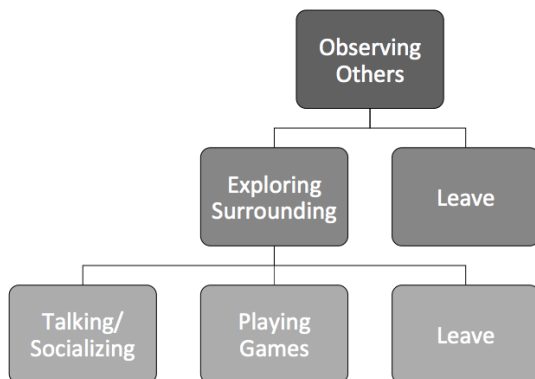 Observing
Others
Exploring
Surrounding
Leave
Talking/
Socializing
Playing
Games
Leave